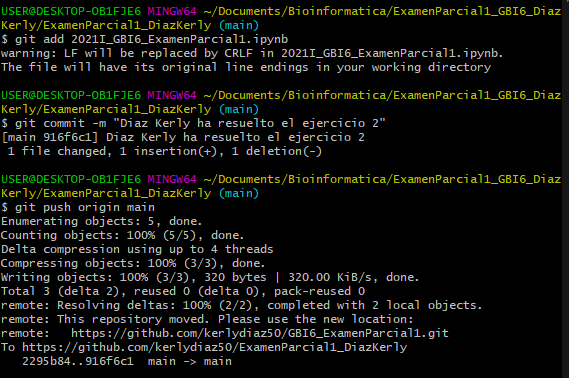 USER@DESKTOP-OB1FJE6 MINGW64 ~/Documents/Bioinformatica/ExamenParcial1_GBI6_Diaz
Kerly/ExamenParcial1_DiazKerly (main)
$ git add 2021I_GBI6_ExamenParcial1.ipynb
warning: LF will be replaced by CRLF in 2021I_GBI6_ExamenParcial1.ipynb.
The file will have its original line endings in your working directory
USER@DESKTOP-OB1FJE6 MINGW64 ~/Documents/Bioinformatica/ExamenParcial1_GBI6_Diaz
Kerly/ExamenParcial1_DiazKerly (main)
$ git commit -m "Diaz Kerly ha resuelto el ejercicio 2"
[main 916f6c1] Diaz Kerly ha resuelto el ejercicio 2
 1 file changed, 1 insertion(+), 1 deletion(-)
USER@DESKTOP-OB1FJE6 MINGW64 ~/Documents/Bioinformatica/ExamenParcial1_GBI6_Diaz
Kerly/ExamenParcial1_DiazKerly (main)
$ git push origin main
Enumerating objects: 5, done.
Counting objects: 100% (5/5), done.
Delta compression using up to 4 threads
Compressing objects: 100% (3/3), done.
Writing objects: 100% (3/3), 320 bytes | 320.00 KiB/s, done.
Total 3 (delta 2), reused 0 (delta 0), pack-reused 0
remote: Resolving deltas: 100% (2/2), completed with 2 local objects.
remote: This repository moved. Please use the new location:
remote:   https://github.com/kerlydiaz50/GBI6_ExamenParcial1.git
To https://github.com/kerlydiaz50/ExamenParcial1_DiazKerly
   2295b84..916f6c1  main -> main